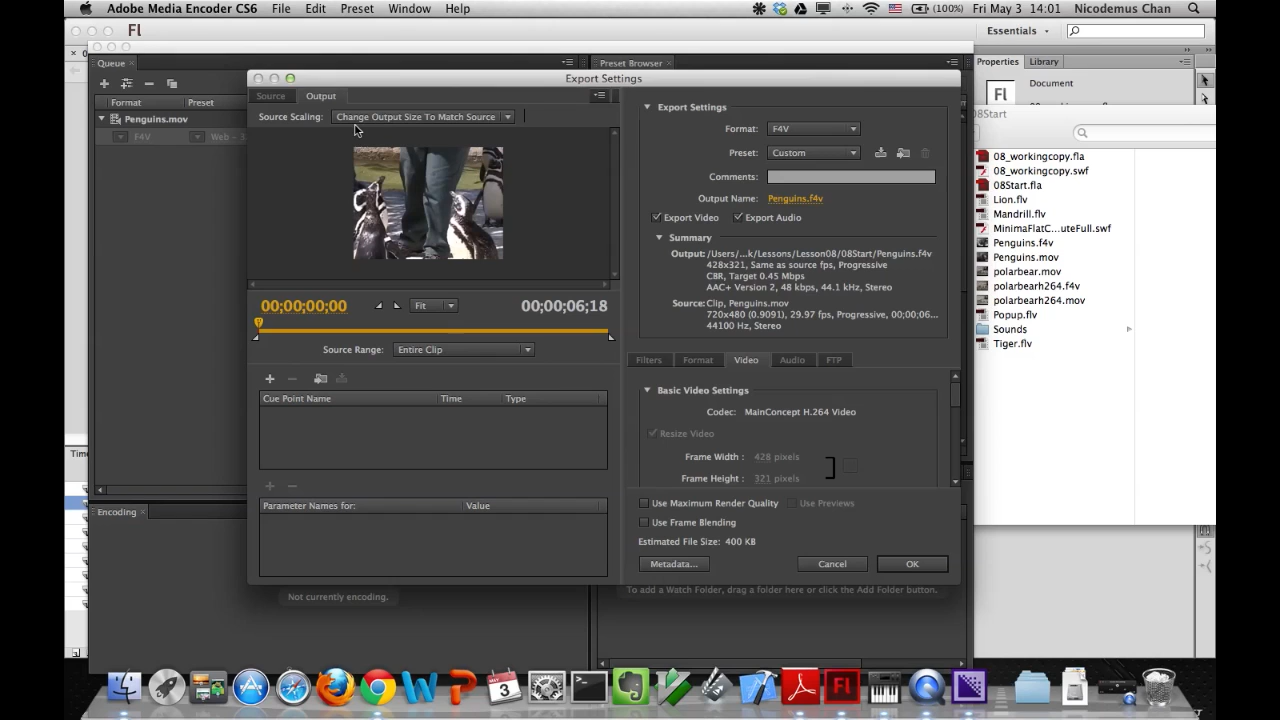 Adobe Media Encoder CS6 File Edit Preset Window Help (100%) Fri May 3 14:01 Nicodemus Chan
Fl Essentials
Queue × Preset Browser × Properties Library
Export Settings
Fl Document
Source Output
Format Preset
Source Scaling: Change Output Size To Match Source
Penguins.mov
F4V Web - 3
Export Settings
Format: F4V
Preset: Custom
Comments:
Output Name: Penguins.f4v
Export Video Export Audio
Summary
Output: /Users/...k/Lessons/Lesson08/08Start/Penguins.f4v
428x321, Same as source fps, Progressive
CBR, Target 0.45 Mbps
AAC+ Version 2, 48 kbps, 44.1 kHz, Stereo
Source: Clip, Penguins.mov
720x480 (0.9091), 29.97 fps, Progressive, 00;00;06...
44100 Hz, Stereo
00;00;00;00 Fit 00;00;06;18
Source Range: Entire Clip
Cue Point Name Time Type
Parameter Names for: Value
Filters Format Video Audio FTP
Basic Video Settings
Codec: MainConcept H.264 Video
Resize Video
Frame Width: 428 pixels
Frame Height: 321 pixels
Use Maximum Render Quality Use Previews
Use Frame Blending
Estimated File Size: 400 KB
Metadata... Cancel OK
08Start
08_workingcopy.fla
08_workingcopy.swf
08Start.fla
Lion.flv
Mandrill.flv
MinimaFlatC...uteFull.swf
Penguins.f4v
Penguins.mov
polarbear.mov
polarbearh264.f4v
polarbearh264.mov
Popup.flv
Sounds
Tiger.flv
Encoding ×
Not currently encoding.
To add a Watch Folder, drag a folder here or click the Add Folder button.
Fl